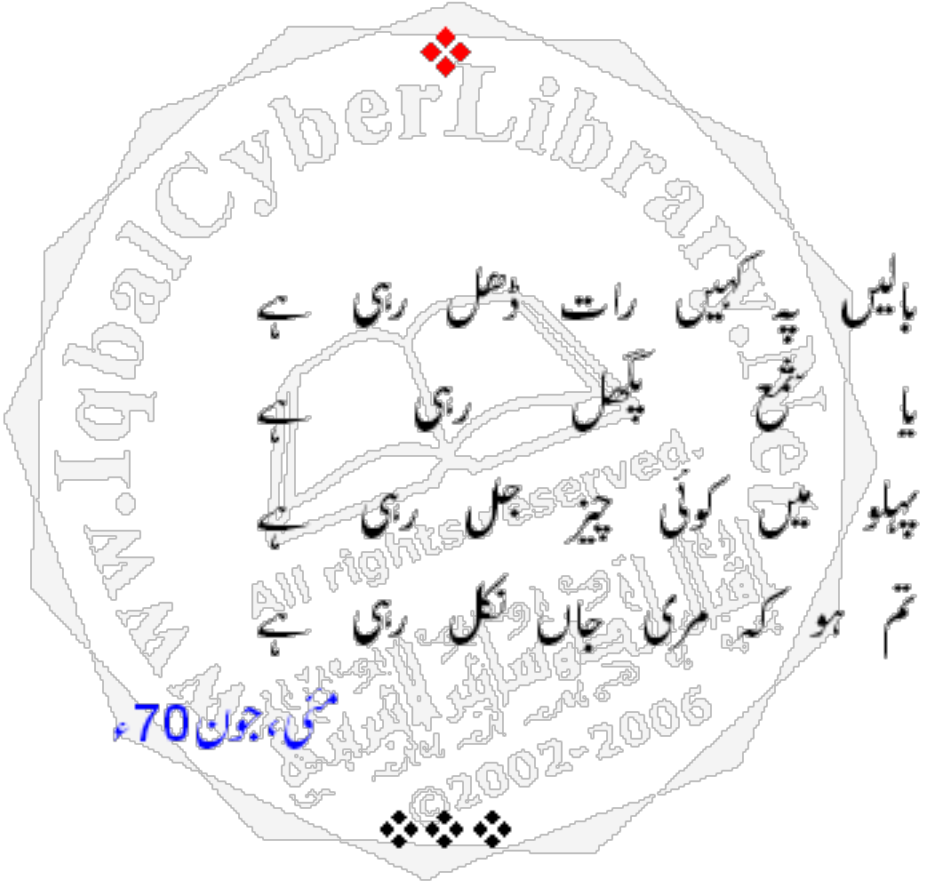 بالیں پہ کہیں رات ڈھل رہی ہے
یا شمع پگھل رہی ہے
پہلو میں کوئی چیز جل رہی ہے
تم ہو کہ مری جاں نکل رہی ہے
مئی، جون 70ء
www.IqbalCyberLibrary.Net
All rights reserved.
©2002-2006